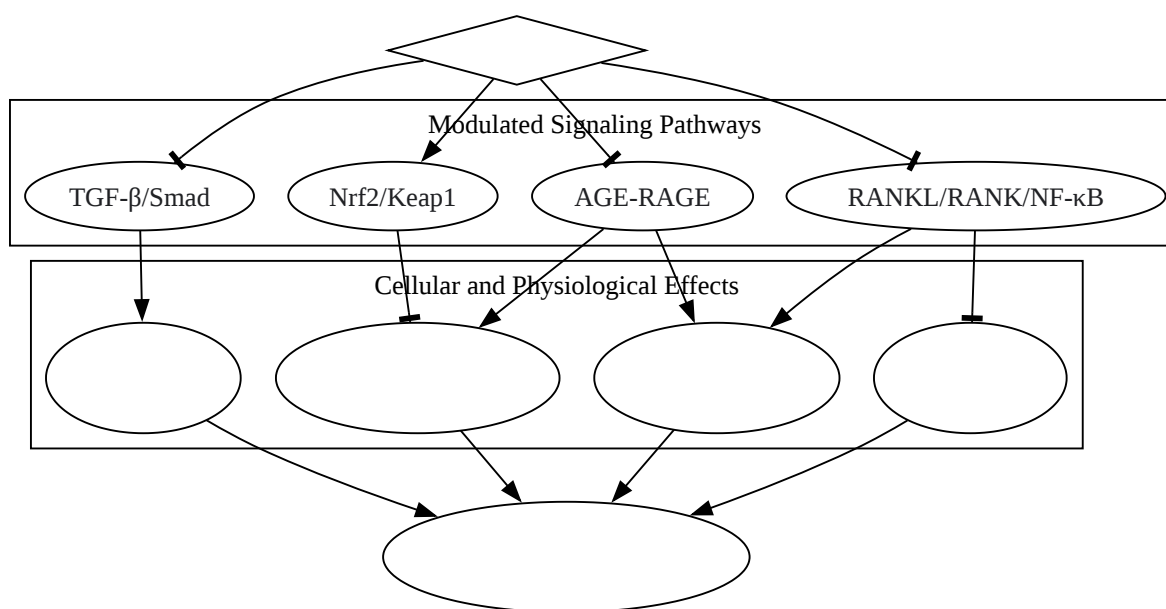 Modulated Signaling Pathways
TGF-β/Smad
Nrf2/Keap1
AGE-RAGE
RANKL/RANK/NF-κB
Cellular and Physiological Effects